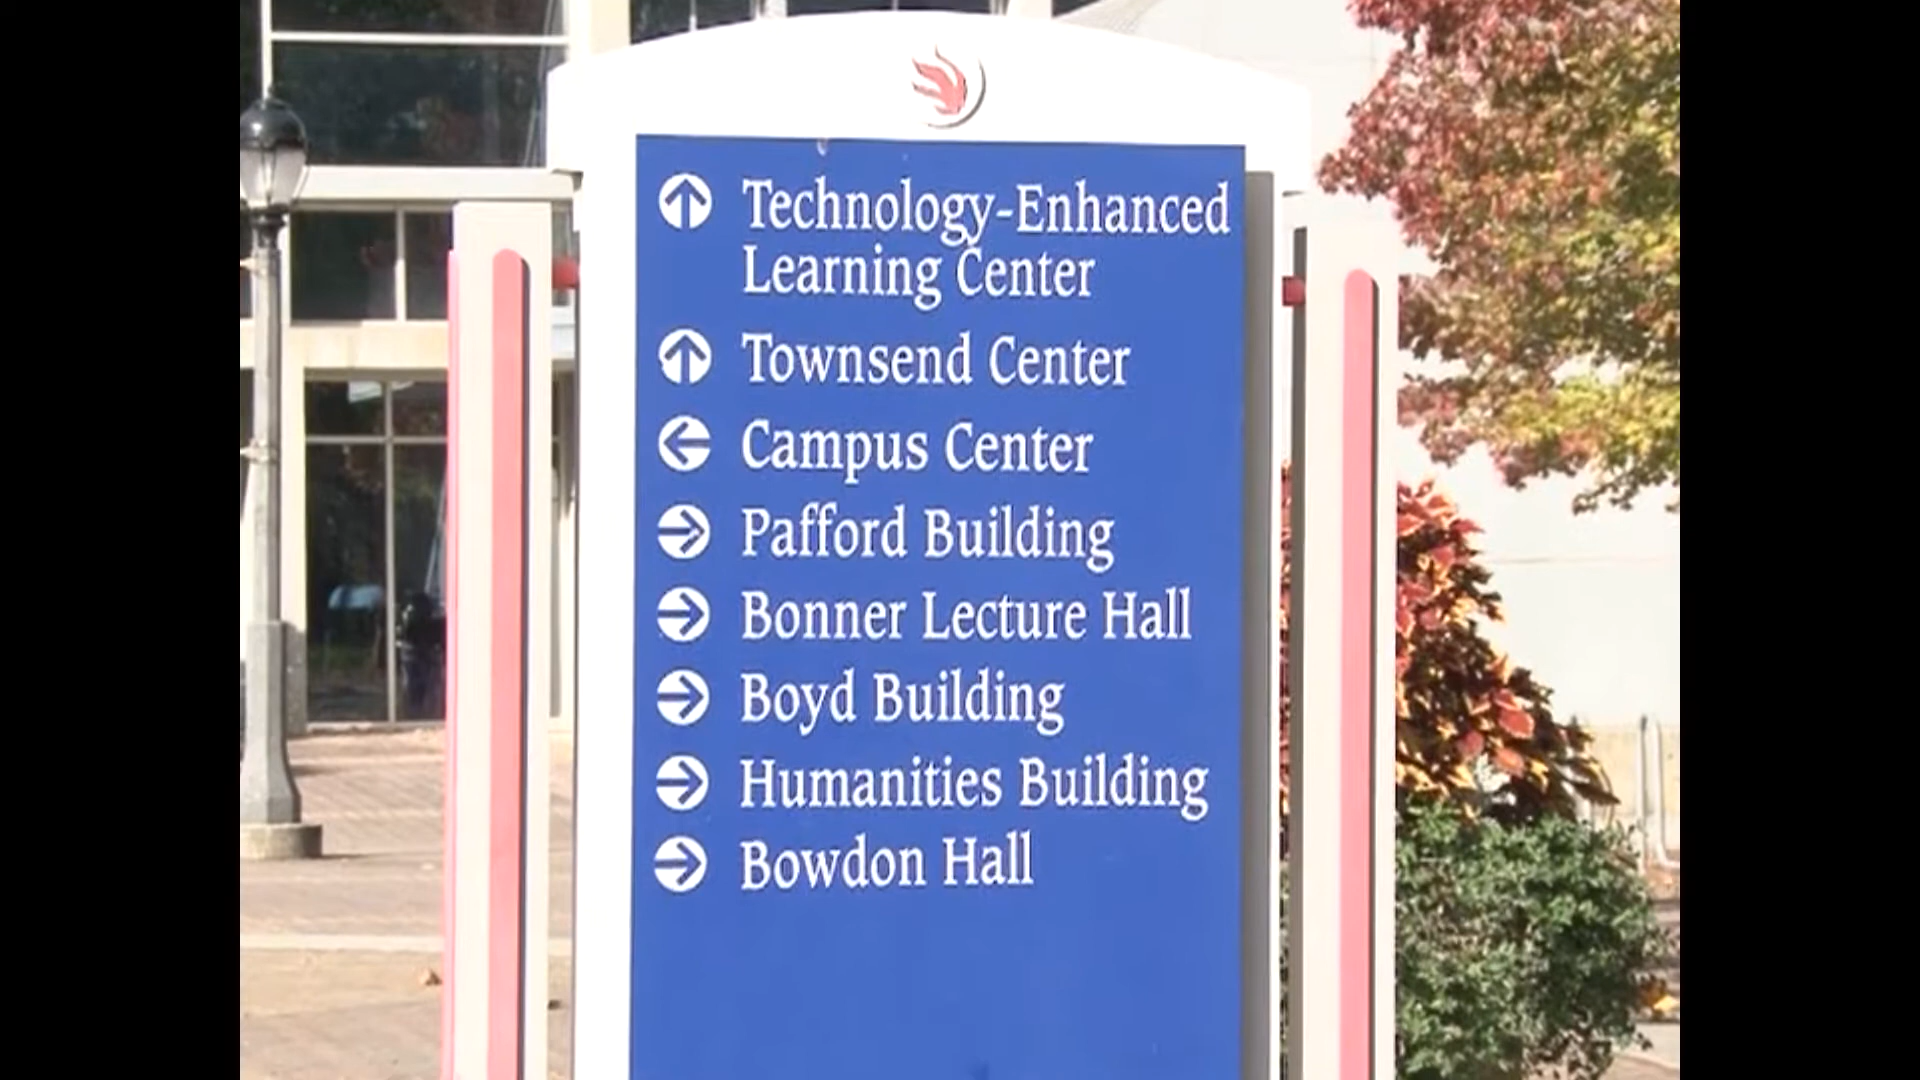 Technology-Enhanced
Learning Center
Townsend Center
Campus Center
Pafford Building
Bonner Lecture Hall
Boyd Building
Humanities Building
Bowdon Hall